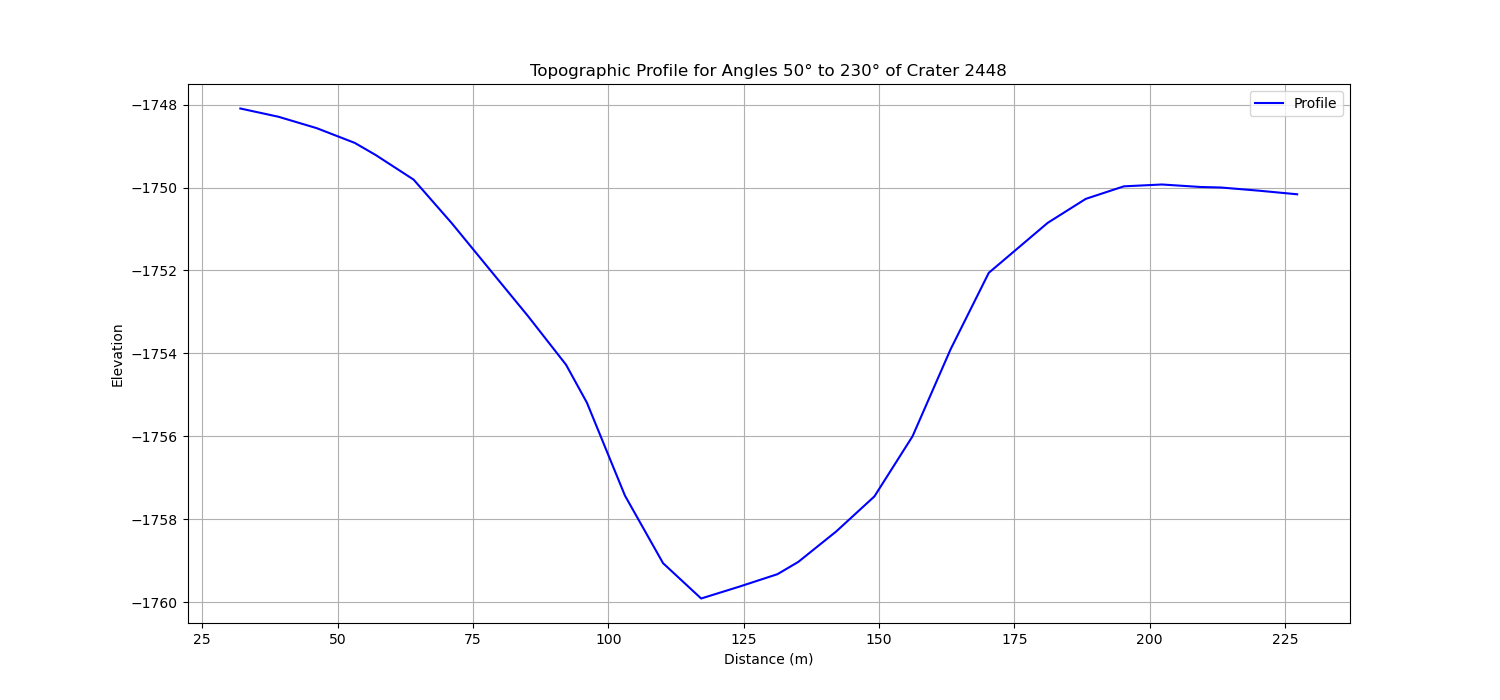 Topographic Profile for Angles 50° to 230° of Crater 2448
Profile
−1748
−1750
−1752
−1754
−1756
−1758
−1760
Elevation
25 50 75 100 125 150 175 200 225
Distance (m)